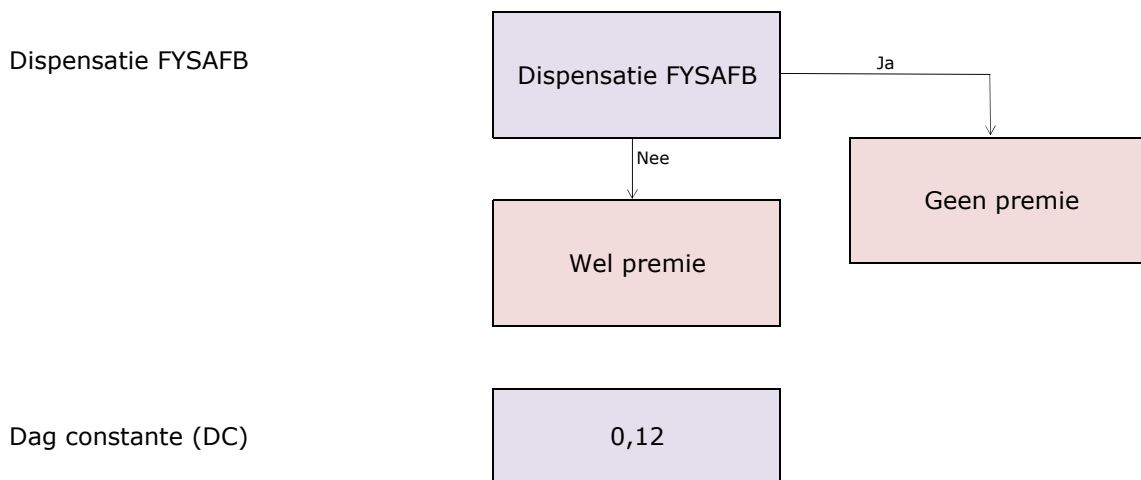 Dispensatie FYSAFB
Dispensatie FYSAFB
Ja
Nee
Geen premie
Wel premie
Dag constante (DC)
0,12